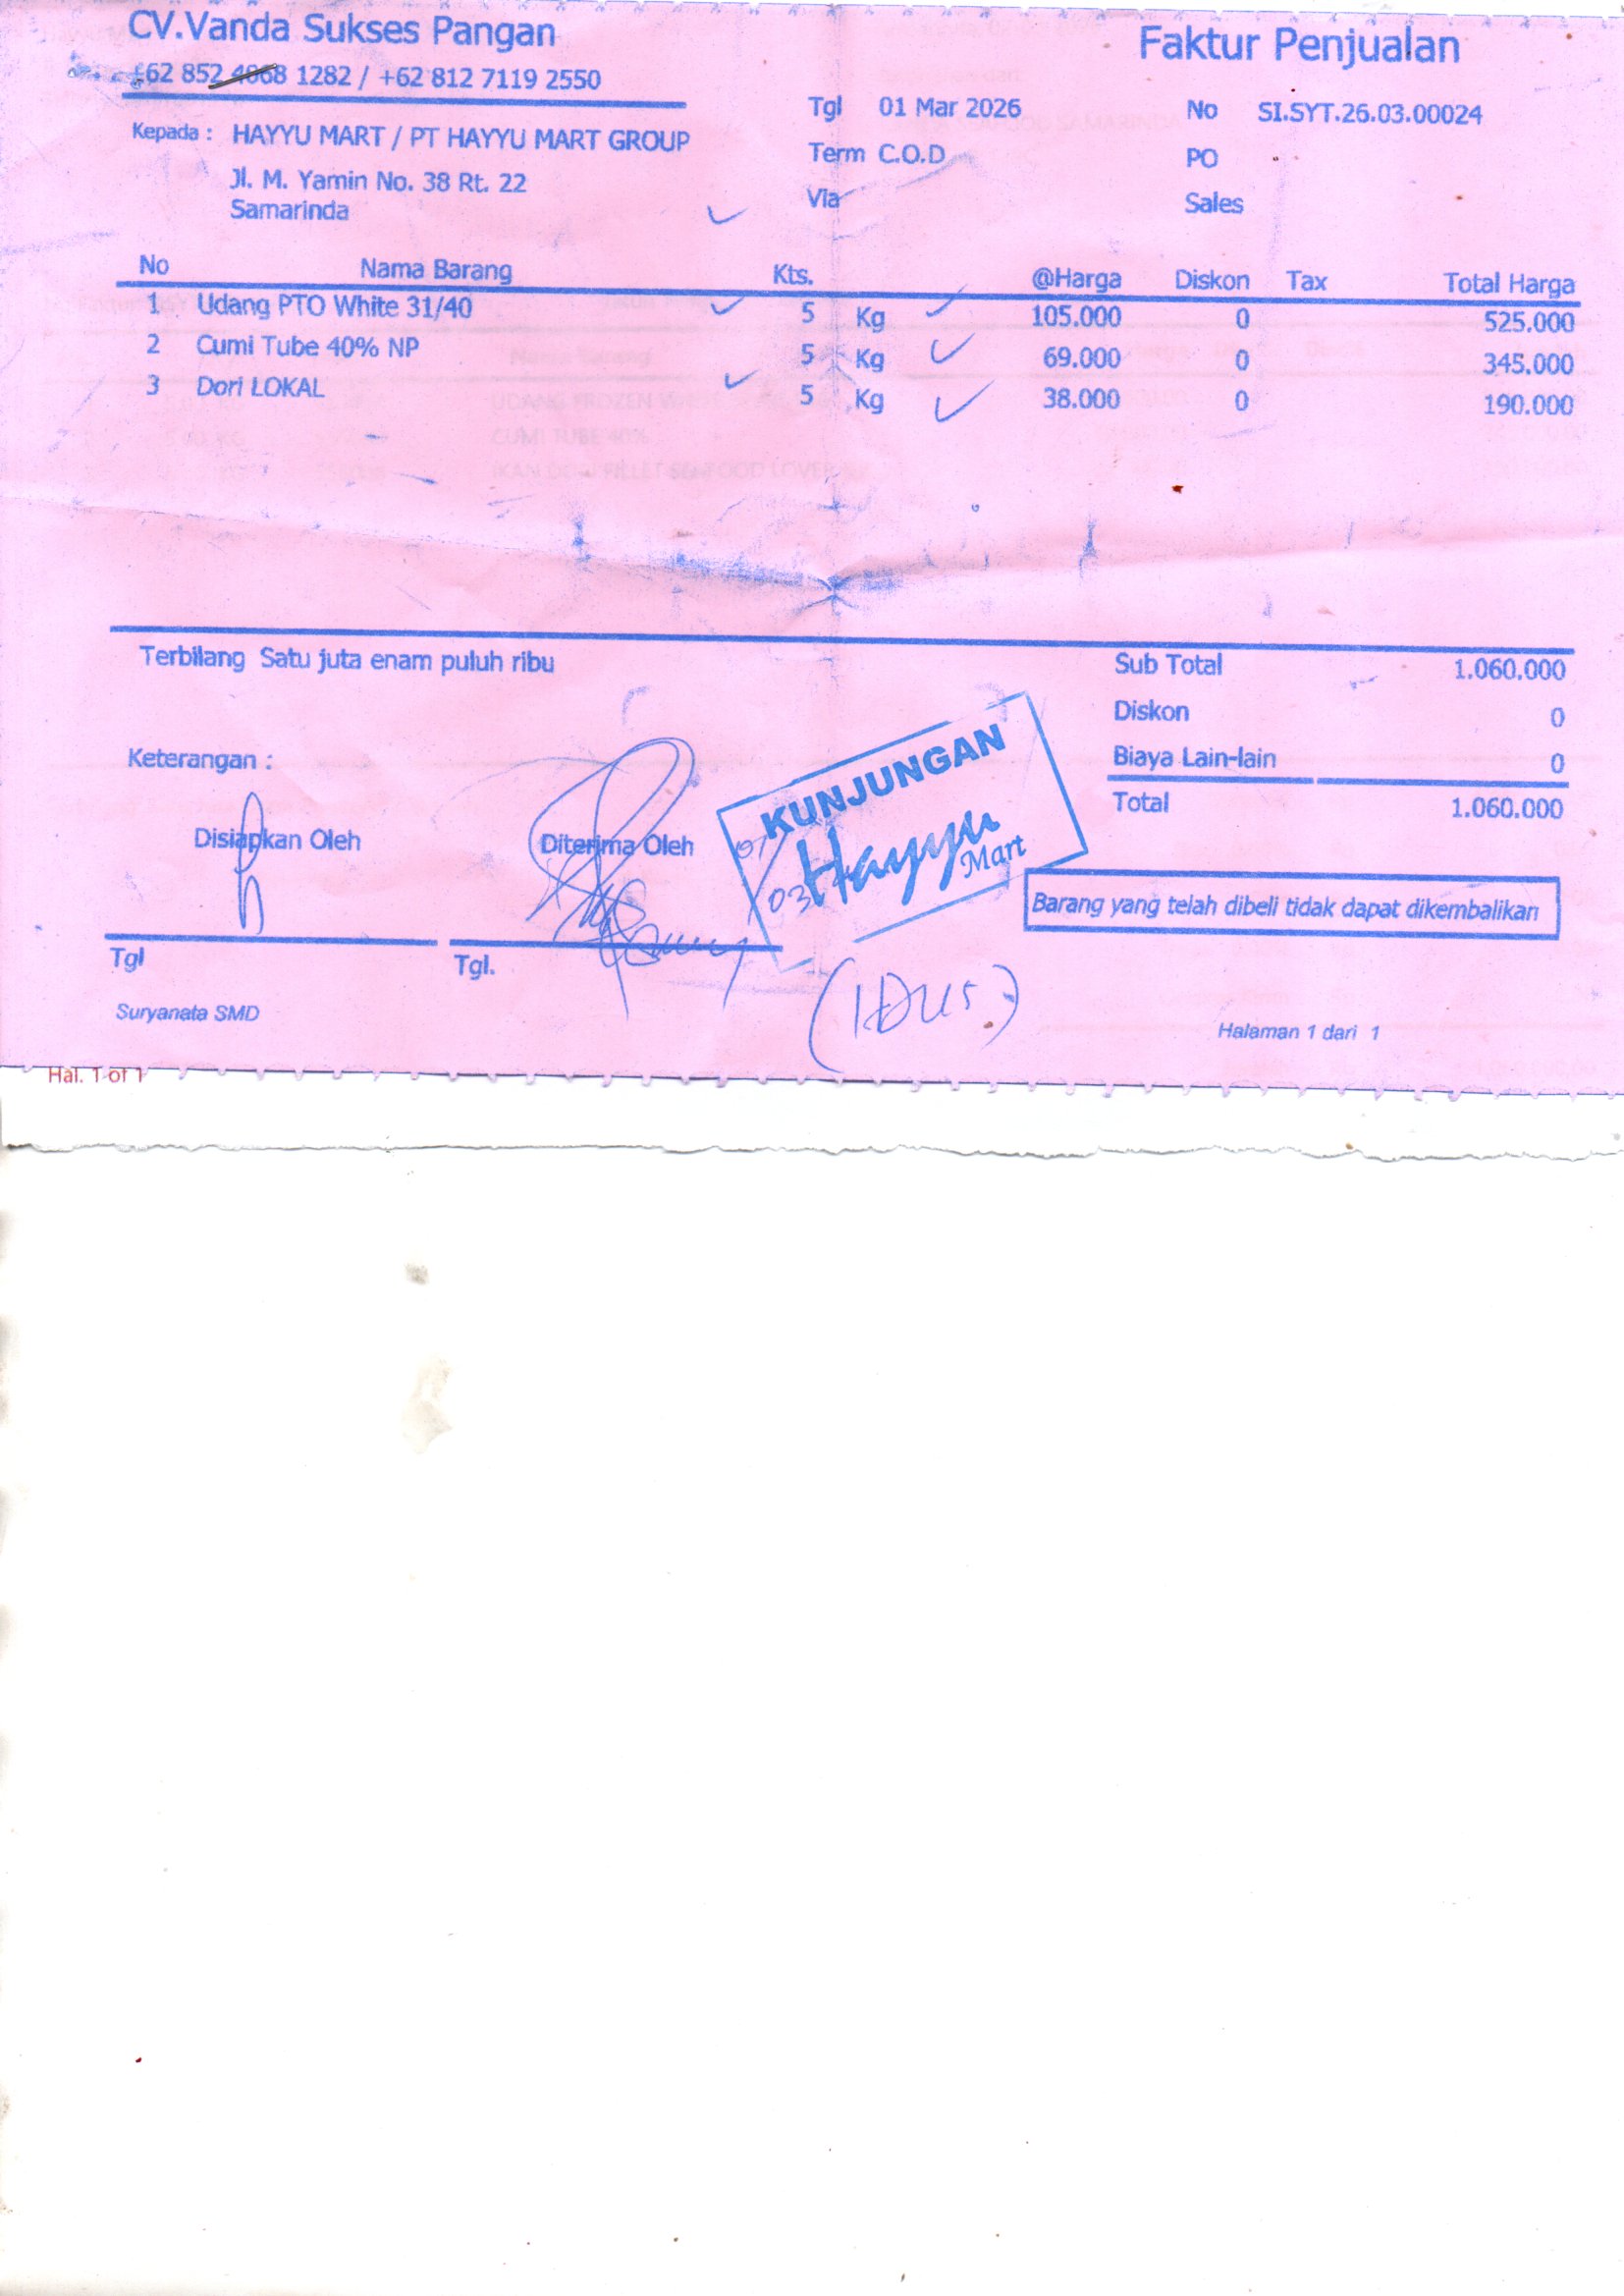 CV.Vanda Sukses Pangan
+62 852 4068 1282 / +62 812 7119 2550
Faktur Penjualan
Kepada : HAYYU MART / PT HAYYU MART GROUP
Jl. M. Yamin No. 38 Rt. 22
Samarinda
Tgl 01 Mar 2026
Term C.O.D
Via
No SI.SYT.26.03.00024
PO
Sales
No Nama Barang Kts. @Harga Diskon Tax Total Harga
1 Udang PTO White 31/40 5 Kg 105.000 0 525.000
2 Cumi Tube 40% NP 5 Kg 69.000 0 345.000
3 Dori LOKAL 5 Kg 38.000 0 190.000
Terbilang Satu juta enam puluh ribu
Sub Total 1.060.000
Diskon 0
Biaya Lain-lain 0
Total 1.060.000
Keterangan :
Disiapkan Oleh
Diterima Oleh
KUNJUNGAN
Hayyu
Mart
Barang yang telah dibeli tidak dapat dikembalikan
Tgl
Tgl.
(1 DUS)
Suryanata SMD
Halaman 1 dari 1
Hal. 1 of 1